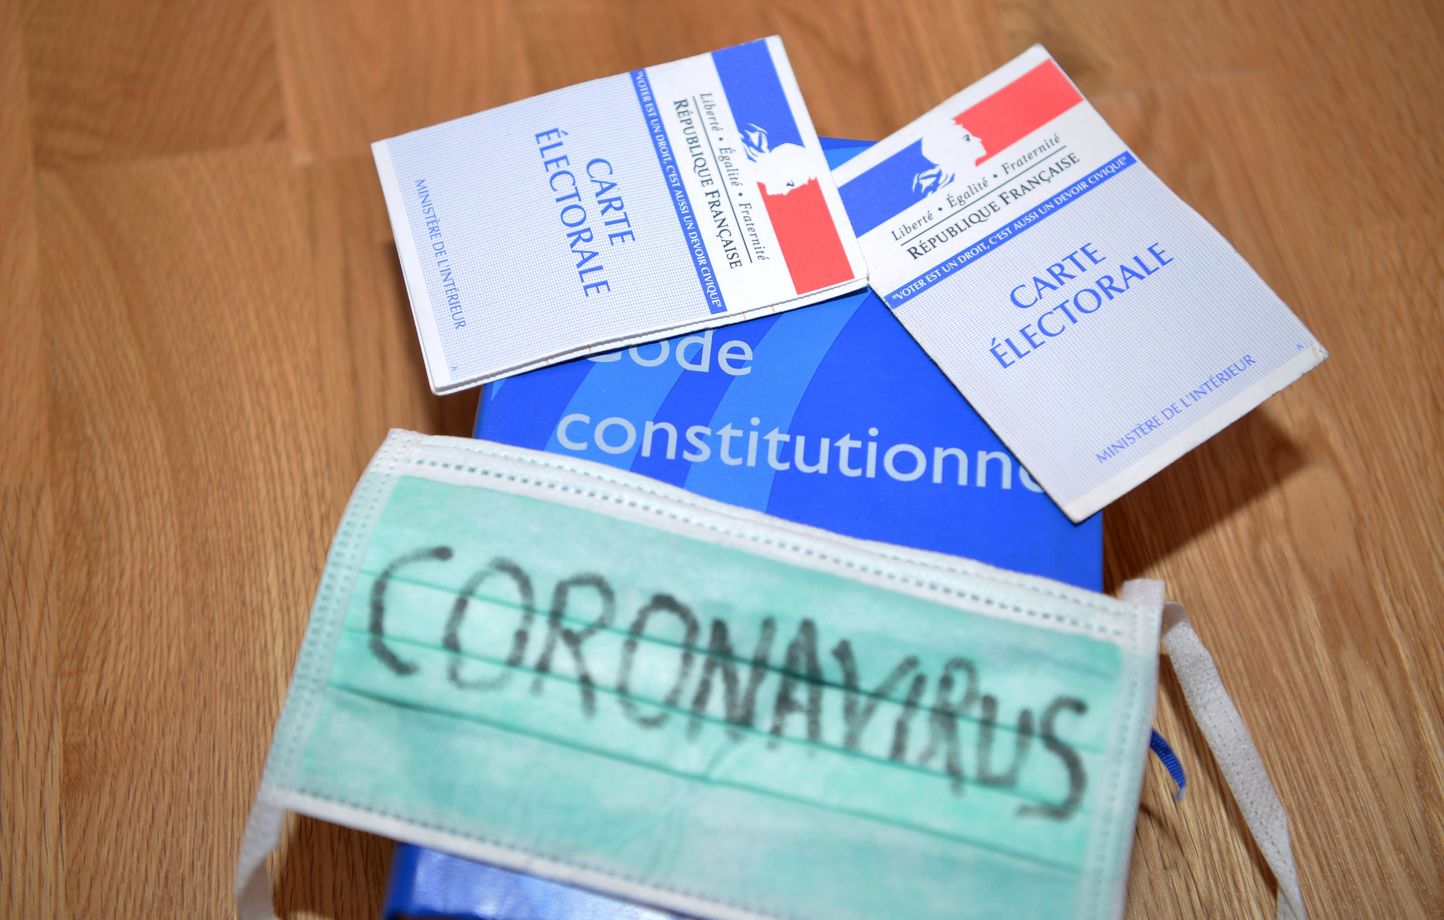 Liberté • Égalité • Fraternité
RÉPUBLIQUE FRANÇAISE
"VOTER EST UN DROIT, C'EST AUSSI UN DEVOIR CIVIQUE"
CARTE
ÉLECTORALE
MINISTÈRE DE L'INTÉRIEUR
A
Liberté • Égalité • Fraternité
RÉPUBLIQUE FRANÇAISE
"VOTER EST UN DROIT, C'EST AUSSI UN DEVOIR CIVIQUE"
CARTE
ÉLECTORALE
MINISTÈRE DE L'INTÉRIEUR
A
Code
constitutionne
CORONAVIRUS